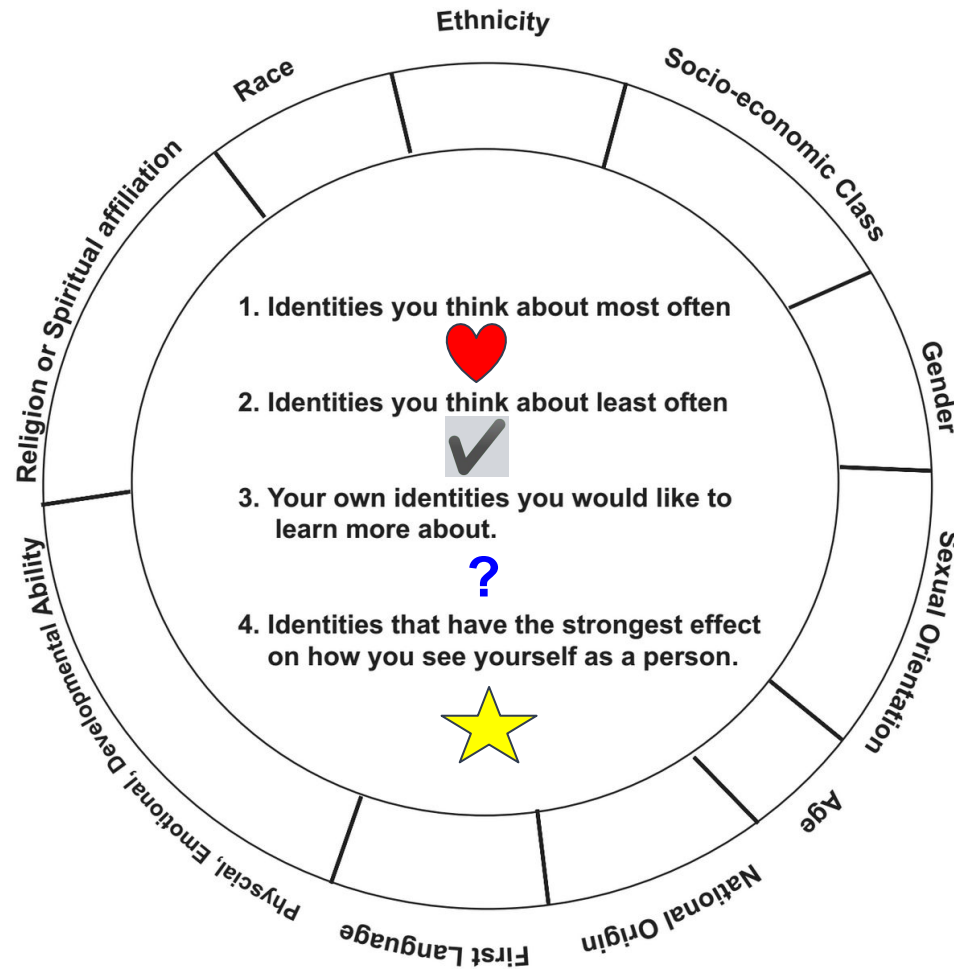 Ethnicity
Socio-economic Class
Gender
Sexual Orientation
Age
National Origin
First Language
Physcial, Emotional, Developmental Ability
Religion or Spiritual affiliation
Race
1. Identities you think about most often
2. Identities you think about least often
3. Your own identities you would like to
learn more about.
?
4. Identities that have the strongest effect
on how you see yourself as a person.